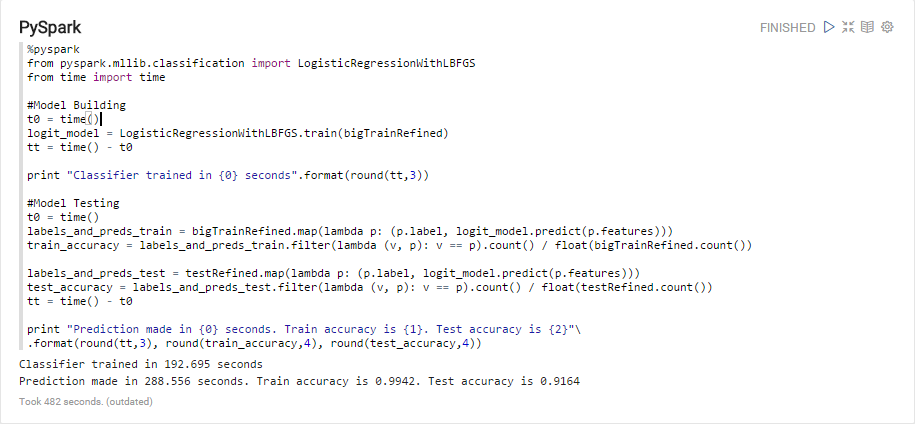 PySpark
FINISHED
%pyspark
from pyspark.mllib.classification import LogisticRegressionWithLBFGS
from time import time
#Model Building
t0 = time()
logit_model = LogisticRegressionWithLBFGS.train(bigTrainRefined)
tt = time() - t0
print "Classifier trained in {0} seconds".format(round(tt,3))
#Model Testing
t0 = time()
labels_and_preds_train = bigTrainRefined.map(lambda p: (p.label, logit_model.predict(p.features)))
train_accuracy = labels_and_preds_train.filter(lambda (v, p): v == p).count() / float(bigTrainRefined.count())
labels_and_preds_test = testRefined.map(lambda p: (p.label, logit_model.predict(p.features)))
test_accuracy = labels_and_preds_test.filter(lambda (v, p): v == p).count() / float(testRefined.count())
tt = time() - t0
print "Prediction made in {0} seconds. Train accuracy is {1}. Test accuracy is {2}"\
.format(round(tt,3), round(train_accuracy,4), round(test_accuracy,4))
Classifier trained in 192.695 seconds
Prediction made in 288.556 seconds. Train accuracy is 0.9942. Test accuracy is 0.9164
Took 482 seconds. (outdated)